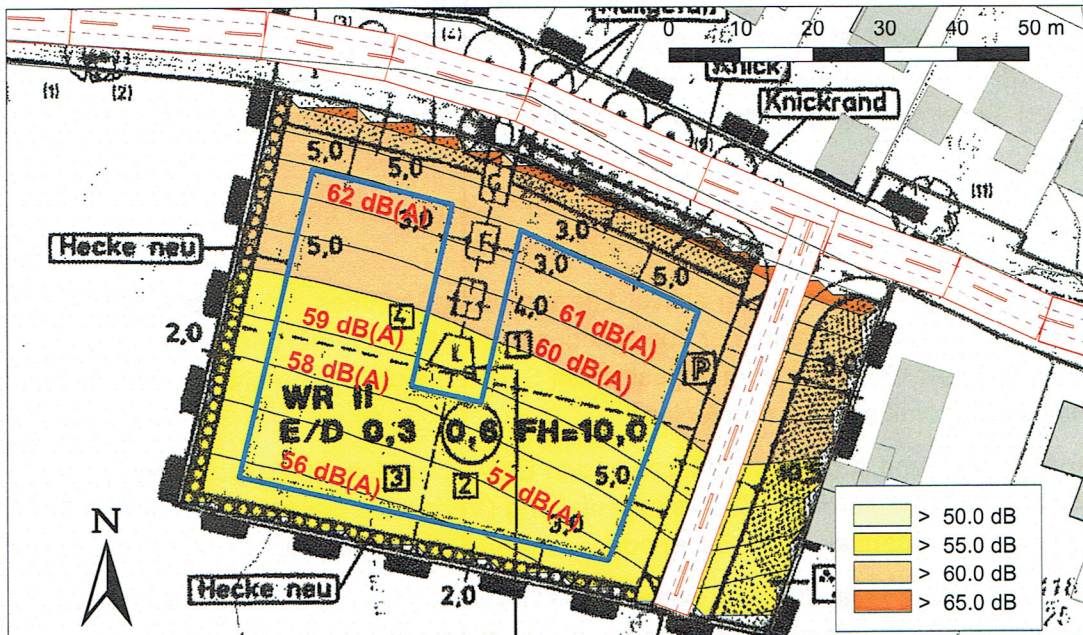 (3)
(4)
0 10 20 30 40 50 m
Knick
Knickrand
(1) (2)
(11)
5,0
5,0
62 dB(A)
3,0
3,0
Hecke neu
5,0
3,0
5,0
4,0
61 dB(A)
2,0
59 dB(A)
4
1
60 dB(A)
P
58 dB(A)
WR II
E/D 0,3 0,6 FH=10,0
56 dB(A)
3
2
57 dB(A)
5,0
3,0
N
Hecke neu
2,0
> 50.0 dB
> 55.0 dB
> 60.0 dB
> 65.0 dB